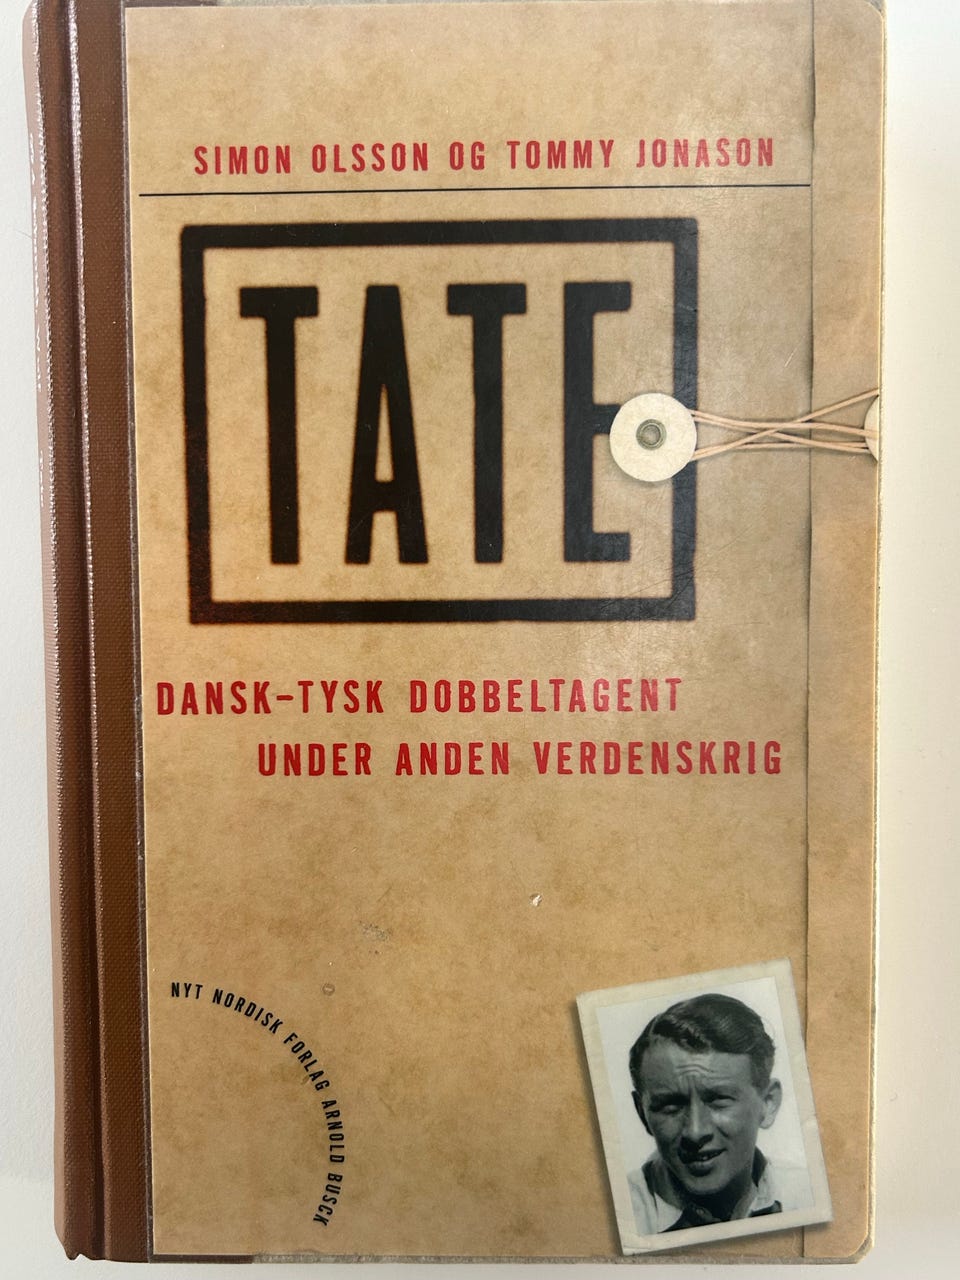 SIMON OLSSON OG TOMMY JONASON
TATE
DANSK-TYSK DOBBELTAGENT
UNDER ANDEN VERDENSKRIG
NYT NORDISK FORLAG ARNOLD BUSCK